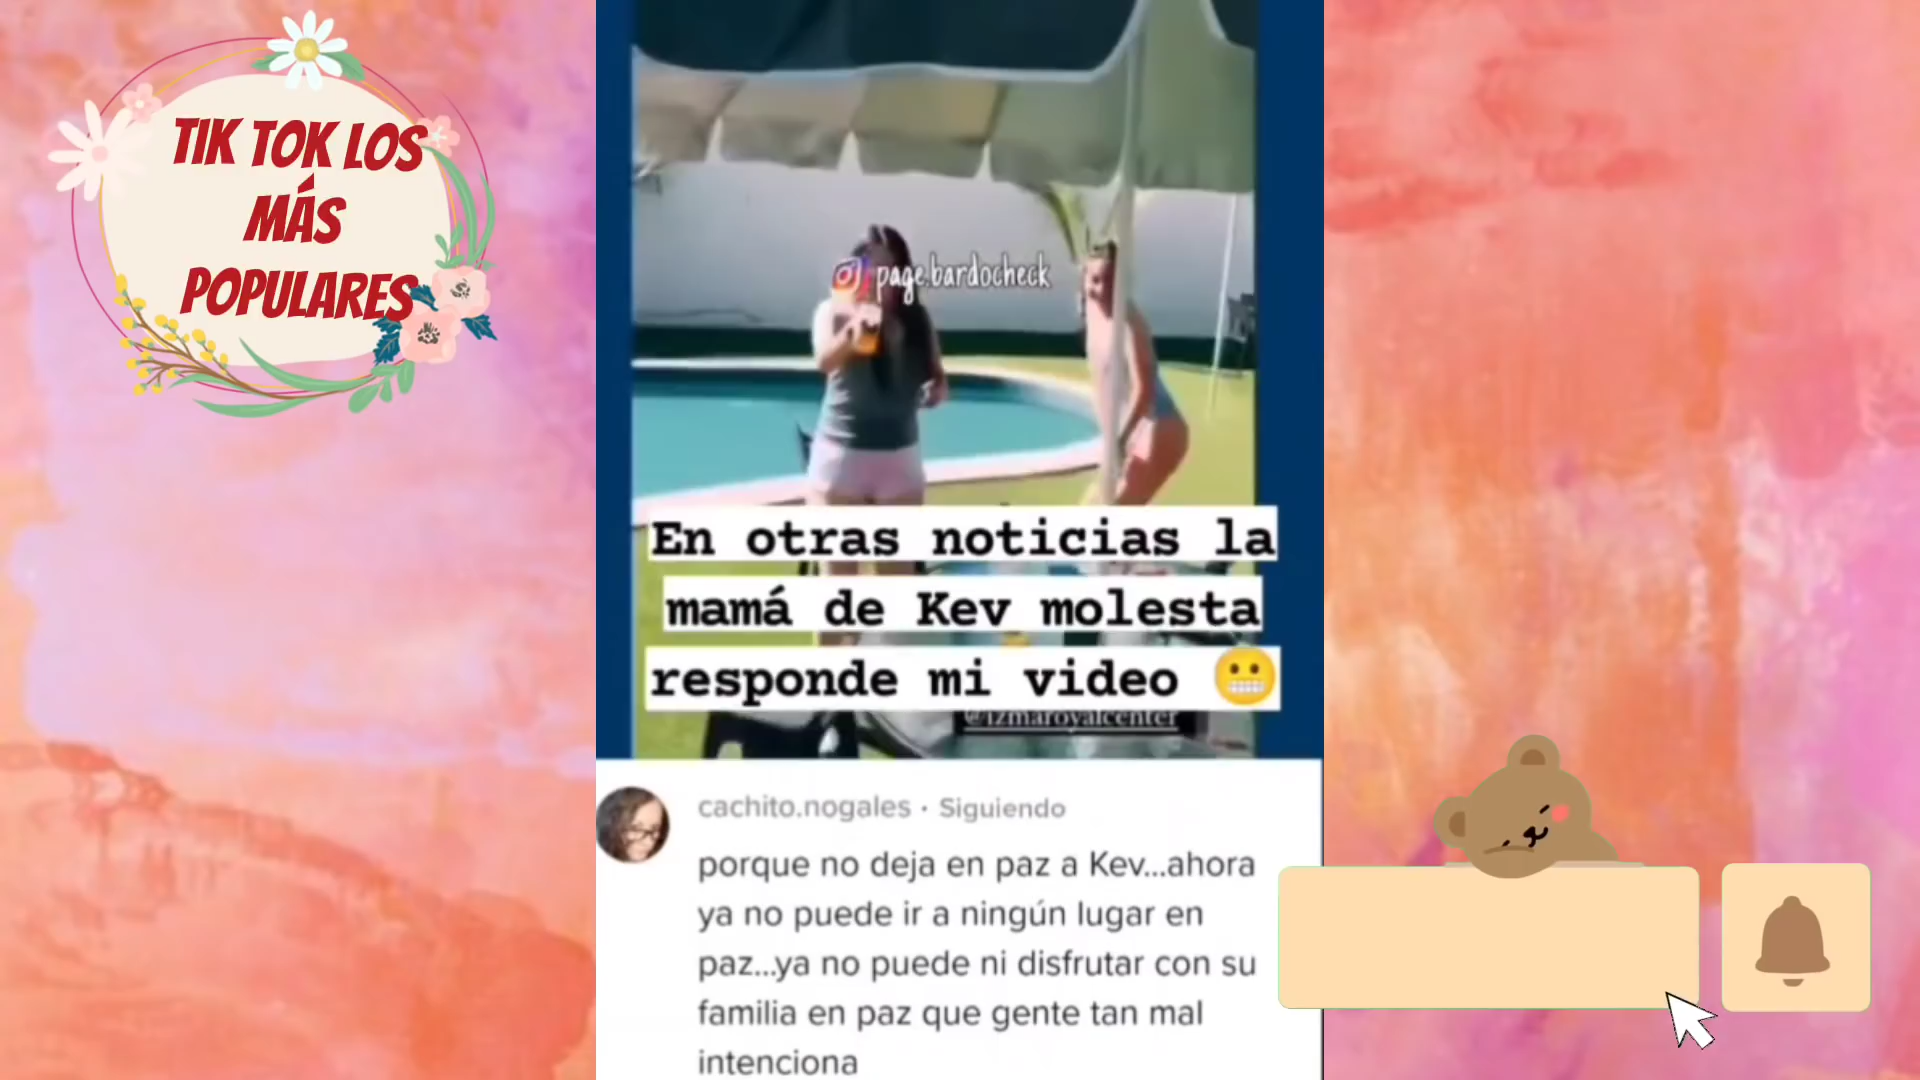 TIK TOK LOS
MÁS
POPULARES
page.bardocheck
En otras noticias la
mamá de Kev molesta
responde mi video 😬
@izmaroyalcenter
cachito.nogales · Siguiendo
porque no deja en paz a Kev...ahora
ya no puede ir a ningún lugar en
paz...ya no puede ni disfrutar con su
familia en paz que gente tan mal
intenciona